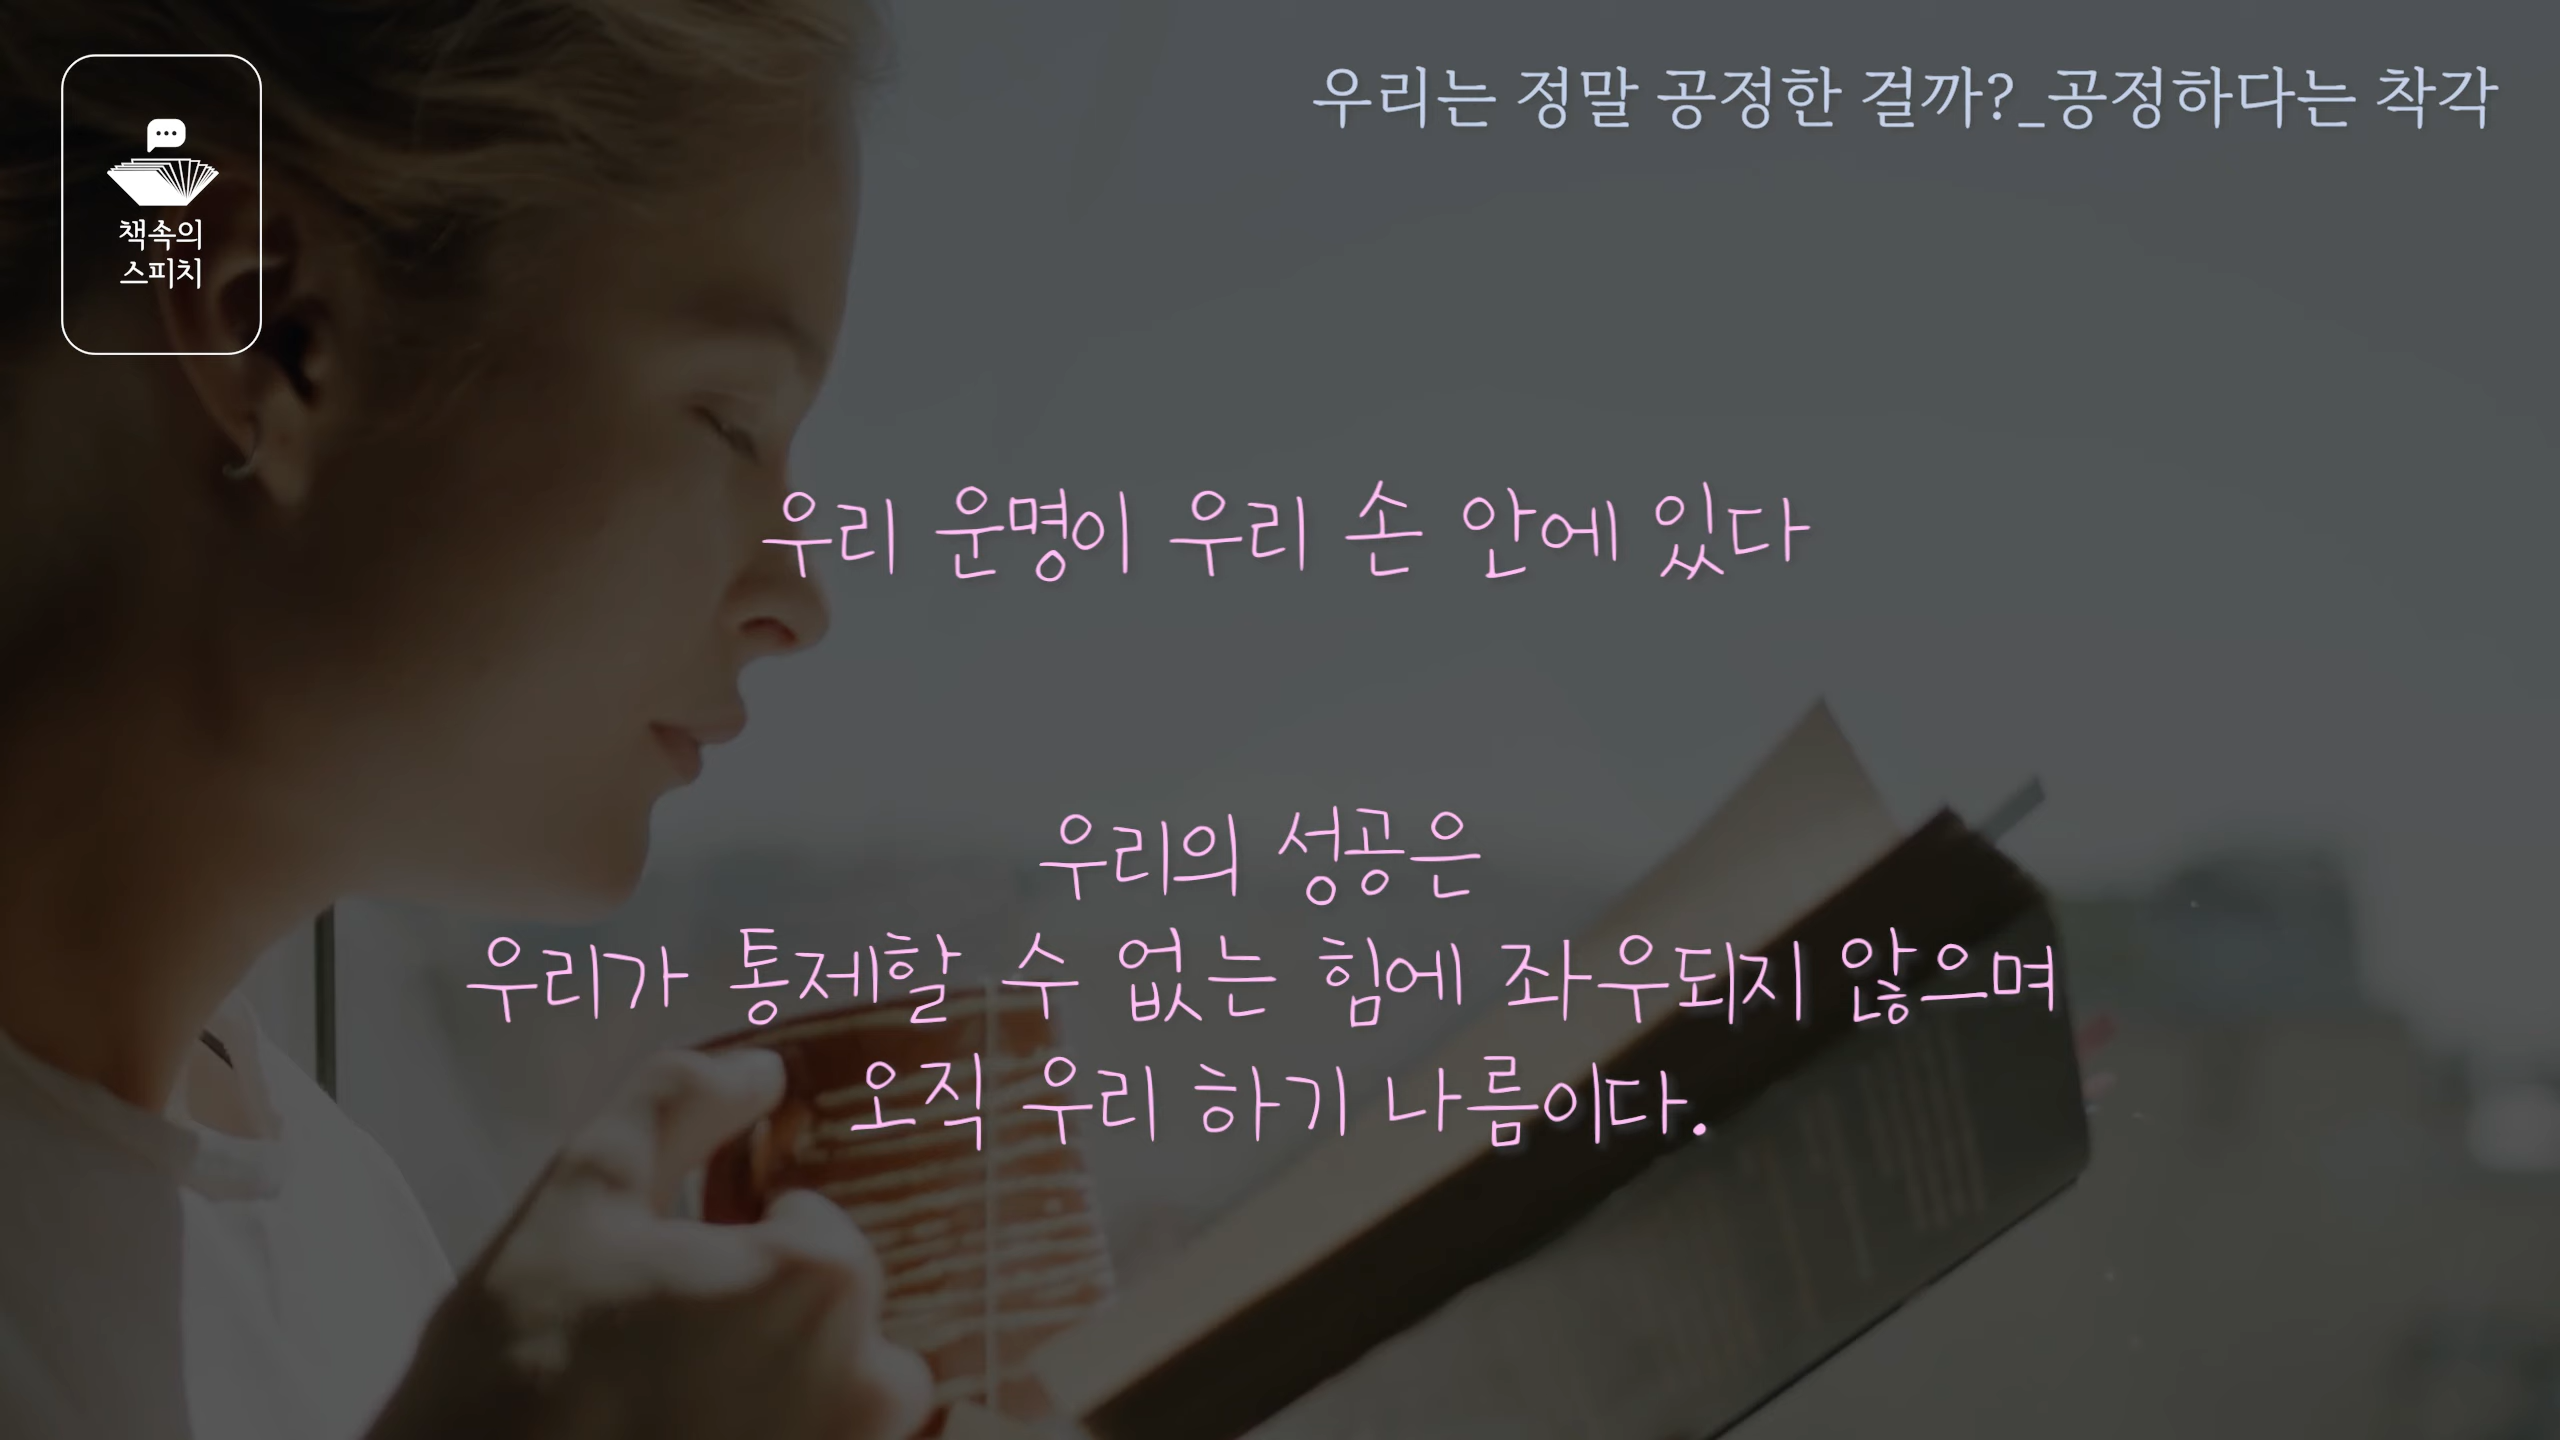 책속의
스피치
우리는 정말 공정한 걸까?_공정하다는 착각
우리 운명이 우리 손 안에 있다
우리의 성공은
우리가 통제할 수 없는 힘에 좌우되지 않으며
오직 우리 하기 나름이다.